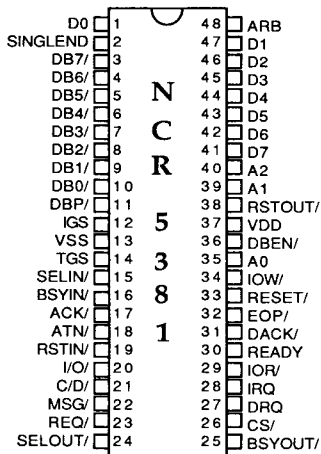 D0 1 48 ARB
SINGLEND 2 47 D1
DB7/ 3 46 D2
DB6/ 4 45 D3
DB5/ 5 44 D4
DB4/ 6 43 D5
DB3/ 7 42 D6
DB2/ 8 41 D7
DB1/ 9 40 A2
DB0/ 10 39 A1
DBP/ 11 38 RSTOUT/
IGS 12 37 VDD
VSS 13 36 DBEN/
TGS 14 35 A0
SELIN/ 15 34 IOW/
BSYIN/ 16 33 RESET/
ACK/ 17 32 EOP/
ATN/ 18 31 DACK/
RSTIN/ 19 30 READY
I/O/ 20 29 IOR/
C/D/ 21 28 IRQ
MSG/ 22 27 DRQ
REQ/ 23 26 CS/
SELOUT/ 24 25 BSYOUT/
N
C
R
5
3
8
1